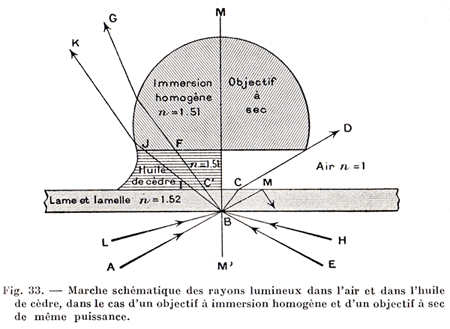 M
G
K
Immersion
homogène
n = 1.51
Objectif
à
sec
D
J
F
n = 1.51
Huile
de cèdre
C'
C
M
Air n = 1
Lame et lamelle n = 1.52
B
L
H
A
M'
E
Fig. 33. — Marche schématique des rayons lumineux dans l'air et dans l'huile
de cèdre, dans le cas d'un objectif à immersion homogène et d'un objectif à sec
de même puissance.